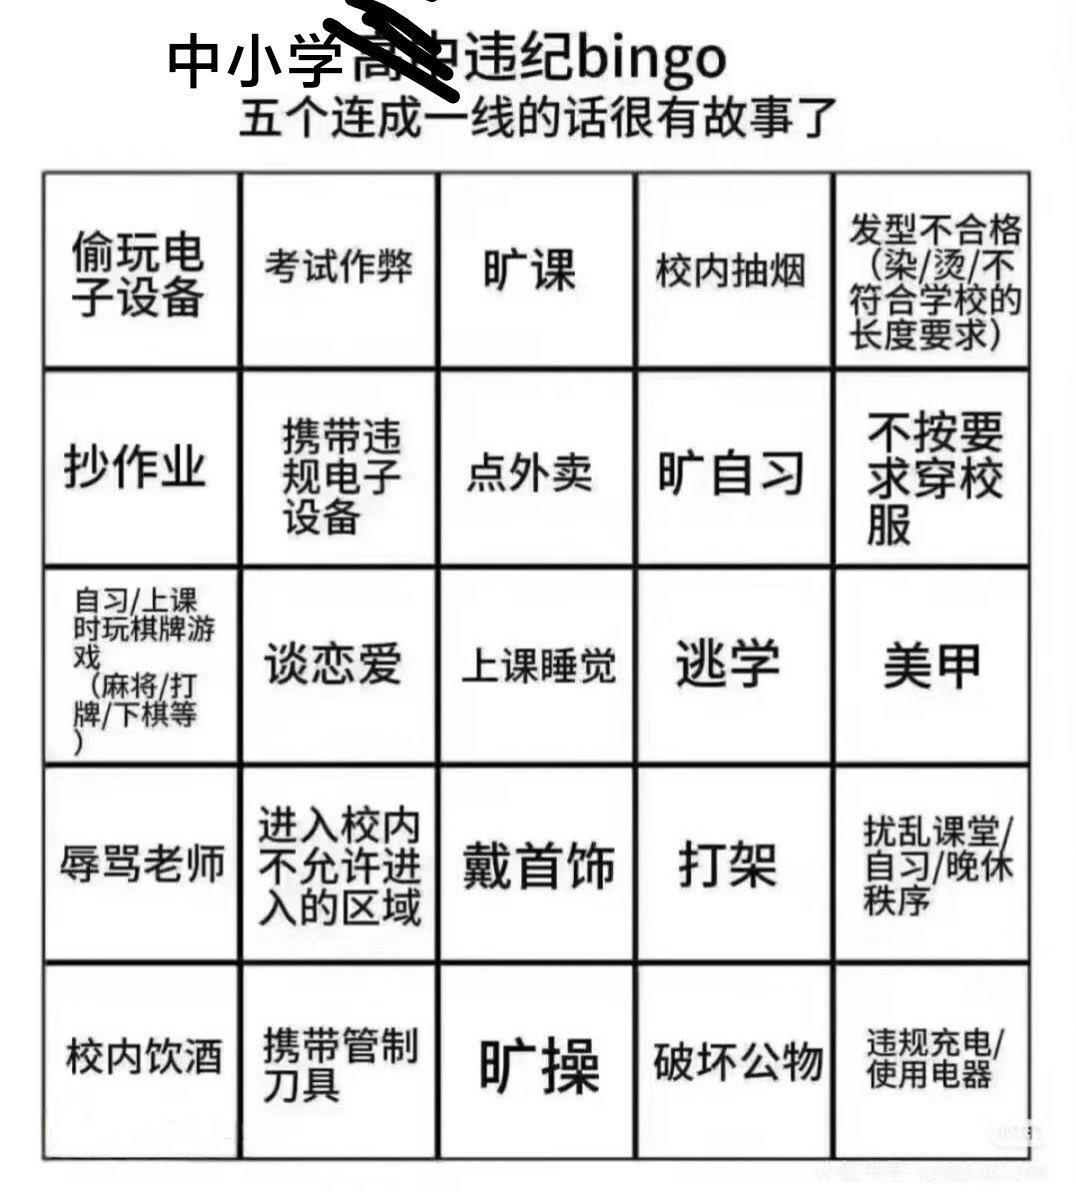 中小学违纪bingo
五个连成一线的话很有故事了
偷玩电
子设备
考试作弊
旷课
校内抽烟
发型不合格
（染/烫/不
符合学校的
长度要求）
抄作业
携带违
规电子
设备
点外卖
旷自习
不按要
求穿校
服
自习/上课
时玩棋牌游
戏
（麻将/打
牌/下棋等
）
谈恋爱
上课睡觉
逃学
美甲
辱骂老师
进入校内
不允许进
入的区域
戴首饰
打架
扰乱课堂/
自习/晚休
秩序
校内饮酒
携带管制
刀具
旷操
破坏公物
违规充电/
使用电器